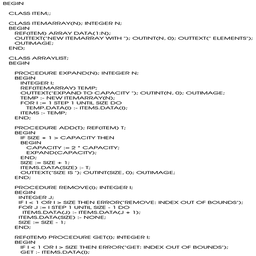 BEGIN
CLASS ITEM;.
CLASS ITEMARRAY(N); INTEGER N;
BEGIN
REF(ITEM) ARRAY DATA(1:N);
OUTTEXT("NEW ITEMARRAY WITH "); OUTINT(N, 0); OUTTEXT(" ELEMENTS");
OUTIMAGE;
END;
CLASS ARRAYLIST;
BEGIN
PROCEDURE EXPAND(N); INTEGER N;
BEGIN
INTEGER I;
REF(ITEMARRAY) TEMP;
OUTTEXT("EXPAND TO CAPACITY "); OUTINT(N, 0); OUTIMAGE;
TEMP :- NEW ITEMARRAY(N);
FOR I := 1 STEP 1 UNTIL SIZE DO
TEMP.DATA(I) :- ITEMS.DATA(I);
ITEMS :- TEMP;
END;
PROCEDURE ADD(T); REF(ITEM) T;
BEGIN
IF SIZE + 1 > CAPACITY THEN
BEGIN
CAPACITY := 2 * CAPACITY;
EXPAND(CAPACITY);
END;
SIZE := SIZE + 1;
ITEMS.DATA(SIZE) :- T;
OUTTEXT("SIZE IS "); OUTINT(SIZE, 0); OUTIMAGE;
END;
PROCEDURE REMOVE(I); INTEGER I;
BEGIN
INTEGER J;
IF I < 1 OR I > SIZE THEN ERROR("REMOVE: INDEX OUT OF BOUNDS");
FOR J := I STEP 1 UNTIL SIZE - 1 DO
ITEMS.DATA(J) :- ITEMS.DATA(J + 1);
ITEMS.DATA(SIZE) :- NONE;
SIZE := SIZE - 1;
END;
REF(ITEM) PROCEDURE GET(I); INTEGER I;
BEGIN
IF I < 1 OR I > SIZE THEN ERROR("GET: INDEX OUT OF BOUNDS");
GET :- ITEMS.DATA(I);